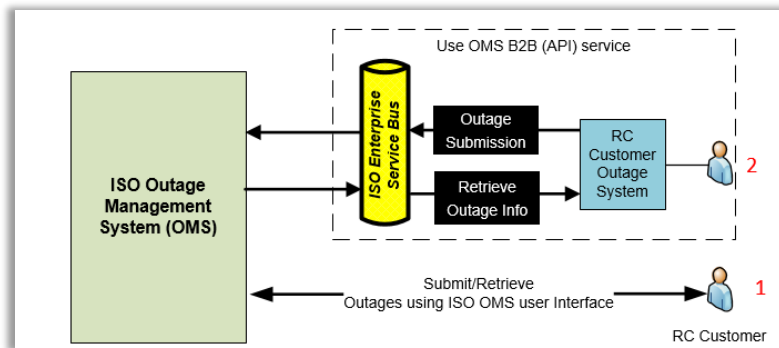 Use OMS B2B (API) service
ISO Outage
Management
System (OMS)
ISO Enterprise
Service Bus
Outage
Submission
Retrieve
Outage Info
RC
Customer
Outage
System
2
Submit/Retrieve
Outages using ISO OMS user Interface
1
RC Customer